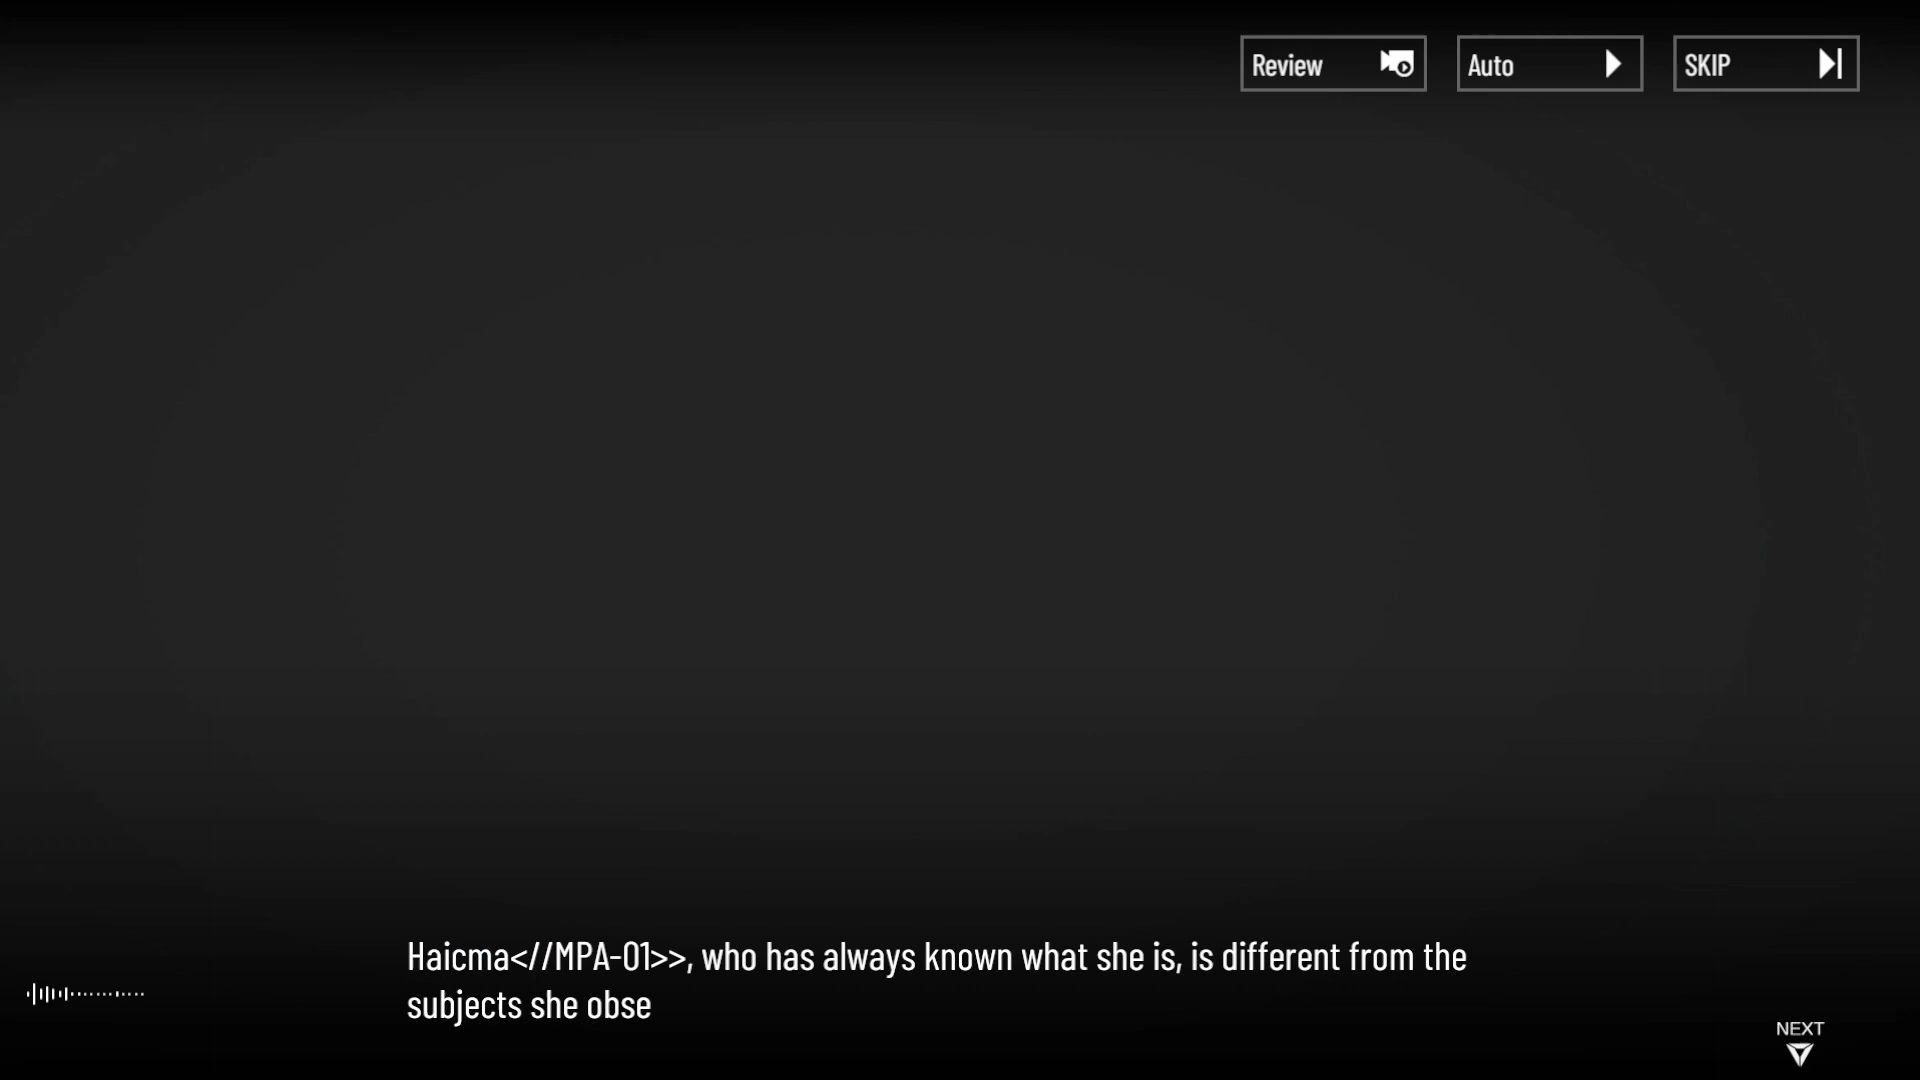 Review
Auto
SKIP
Haicma<//MPA-01>>, who has always known what she is, is different from the
subjects she obse
NEXT